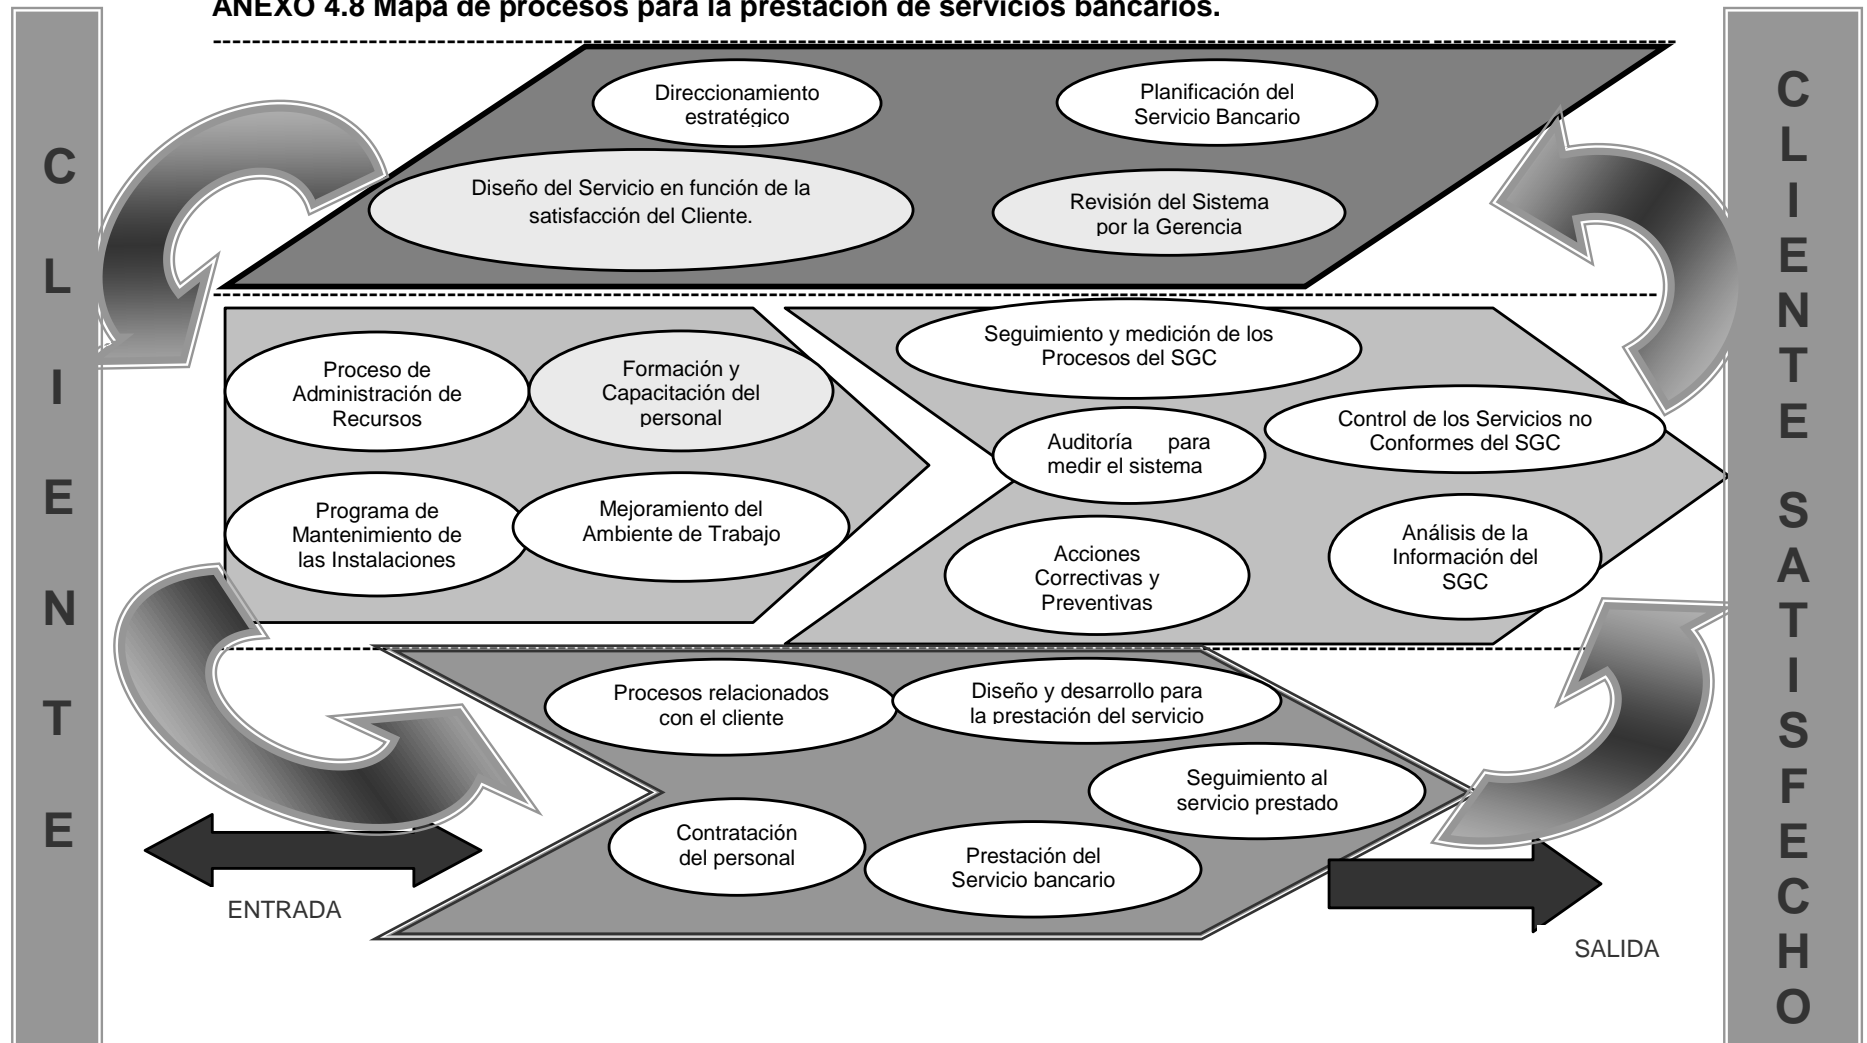 ANEXO 4.8 Mapa de procesos para la prestación de servicios bancarios.
C
L
I
E
N
T
E
Direccionamiento
estratégico
Planificación del
Servicio Bancario
Diseño del Servicio en función de la
satisfacción del Cliente.
Revisión del Sistema
por la Gerencia
Proceso de
Administración de
Recursos
Formación y
Capacitación del
personal
Programa de
Mantenimiento de
las Instalaciones
Mejoramiento del
Ambiente de Trabajo
Seguimiento y medición de los
Procesos del SGC
Auditoría para
medir el sistema
Control de los Servicios no
Conformes del SGC
Acciones
Correctivas y
Preventivas
Análisis de la
Información del
SGC
Procesos relacionados
con el cliente
Diseño y desarrollo para
la prestación del servicio
Seguimiento al
servicio prestado
Contratación
del personal
Prestación del
Servicio bancario
ENTRADA
SALIDA
C
L
I
E
N
T
E
S
A
T
I
S
F
E
C
H
O